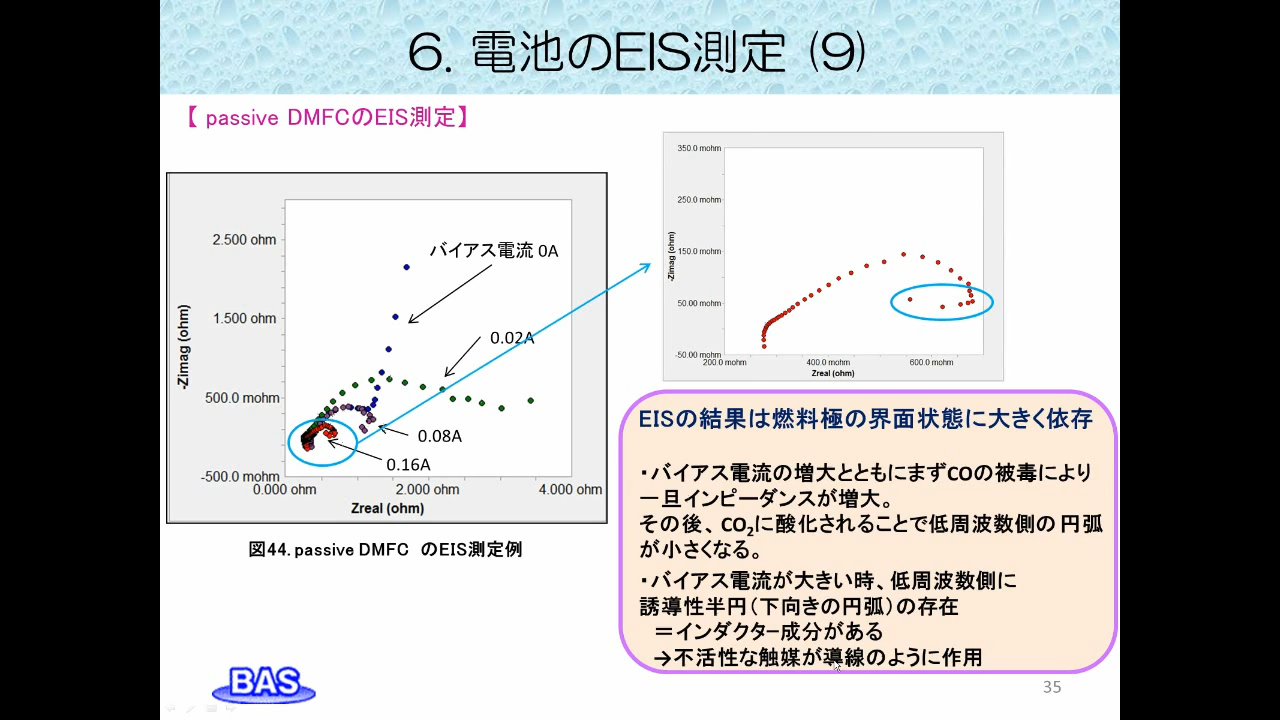 6. 電池のEIS測定 (9)
【 passive DMFCのEIS測定】
2.500 ohm
1.500 ohm
500.0 mohm
-500.0 mohm
-Zimag (ohm)
0.000 ohm
2.000 ohm
4.000 ohm
Zreal (ohm)
バイアス電流 0A
0.02A
0.08A
0.16A
図44. passive DMFC のEIS測定例
350.0 mohm
250.0 mohm
150.0 mohm
50.00 mohm
-50.00 mohm
-Zimag (ohm)
200.0 mohm
400.0 mohm
600.0 mohm
Zreal (ohm)
EISの結果は燃料極の界面状態に大きく依存
・バイアス電流の増大とともにまずCOの被毒により
一旦インピーダンスが増大。
その後、CO2に酸化されることで低周波数側の円弧
が小さくなる。
・バイアス電流が大きい時、低周波数側に
誘導性半円(下向きの円弧)の存在
＝インダクター成分がある
→不活性な触媒が導線のように作用
BAS
35